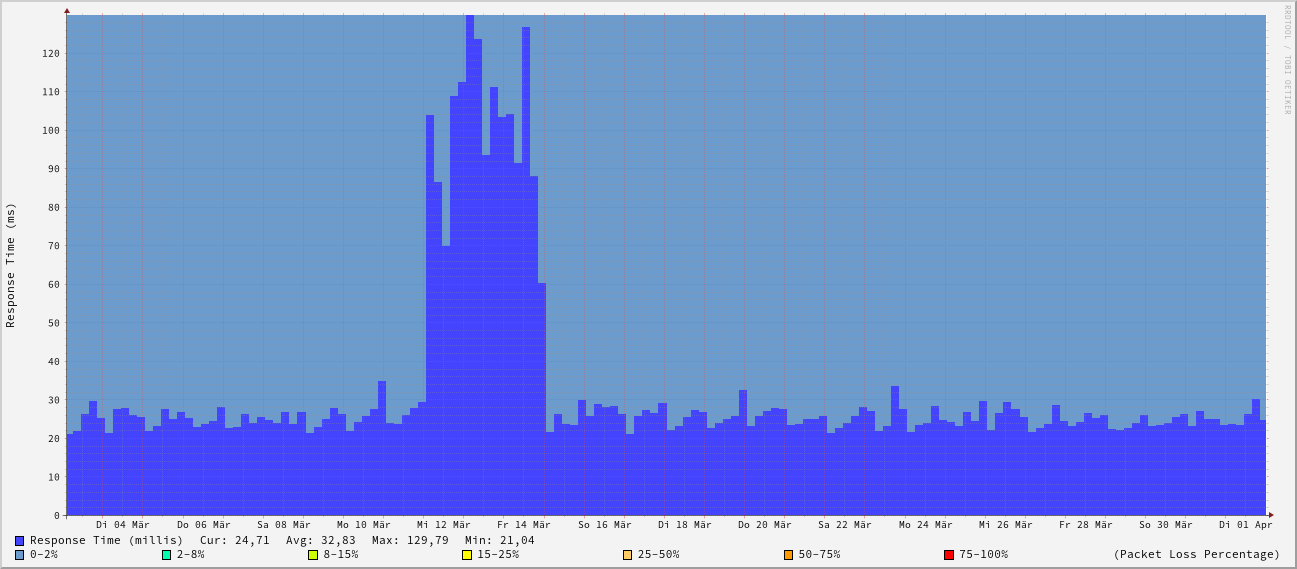 RRDTOOL / TOBI OETIKER
Response Time (ms)
120
110
100
90
80
70
60
50
40
30
20
10
0
Di 04 Mär Do 06 Mär Sa 08 Mär Mo 10 Mär Mi 12 Mär Fr 14 Mär So 16 Mär Di 18 Mär Do 20 Mär Sa 22 Mär Mo 24 Mär Mi 26 Mär Fr 28 Mär So 30 Mär Di 01 Apr
Response Time (millis) Cur: 24,71 Avg: 32,83 Max: 129,79 Min: 21,04
0-2% 2-8% 8-15% 15-25% 25-50% 50-75% 75-100% (Packet Loss Percentage)